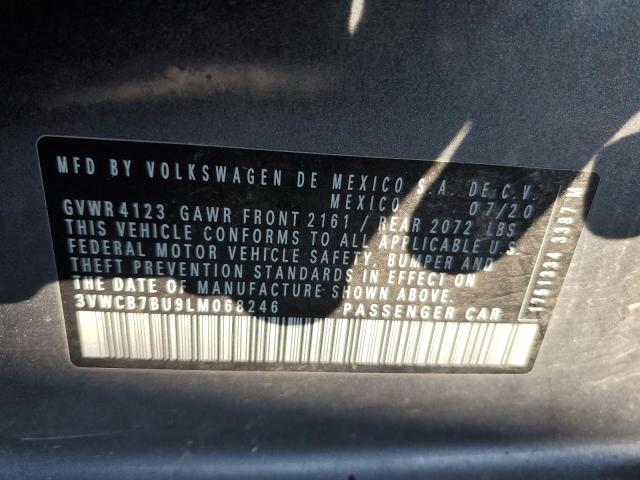 MFD BY VOLKSWAGEN DE MEXICO S.A. DE C.V.
MEXICO 07/20
GVWR 4123 GAWR FRONT 2161 / REAR 2072 LBS
THIS VEHICLE CONFORMS TO ALL APPLICABLE U.S.
FEDERAL MOTOR VEHICLE SAFETY, BUMPER AND
THEFT PREVENTION STANDARDS IN EFFECT ON
THE DATE OF MANUFACTURE SHOWN ABOVE.
3VWCB7BU9LM068246 PASSENGER CAR